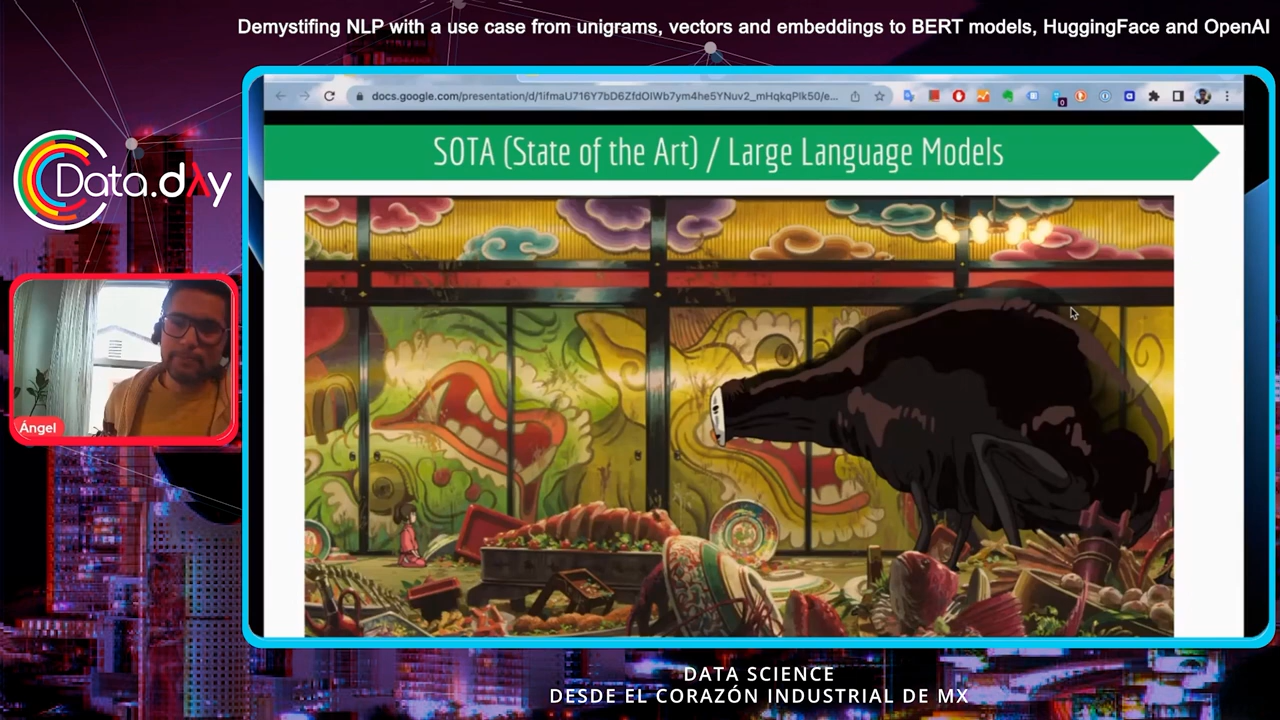 Demystifing NLP with a use case from unigrams, vectors and embeddings to BERT models, HuggingFace and OpenAI
docs.google.com/presentation/d/1ifmaU716Y7bD6ZfdOIWb7ym4he5YNuv2_mHqkqPlk50/e...
0
SOTA (State of the Art) / Large Language Models
Data.day
Ángel
DATA SCIENCE
DESDE EL CORAZÓN INDUSTRIAL DE MX